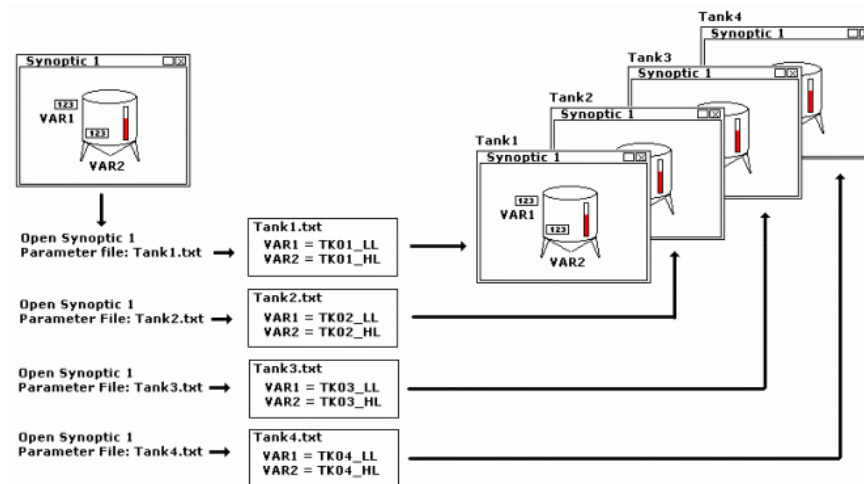 Tank4
Synoptic 1
Synoptic 1
Tank3
123
VAR1
123
VAR2
Synoptic 1
Tank2
Synoptic 1
Tank1
Synoptic 1
123
VAR1
123
VAR2
Open Synoptic 1
Parameter file: Tank1.txt
Tank1.txt
VAR1 = TK01_LL
VAR2 = TK01_HL
Open Synoptic 1
Parameter File: Tank2.txt
Tank2.txt
VAR1 = TK02_LL
VAR2 = TK02_HL
Open Synoptic 1
Parameter File: Tank3.txt
Tank3.txt
VAR1 = TK03_LL
VAR2 = TK03_HL
Open Synoptic 1
Parameter File: Tank4.txt
Tank4.txt
VAR1 = TK04_LL
VAR2 = TK04_HL